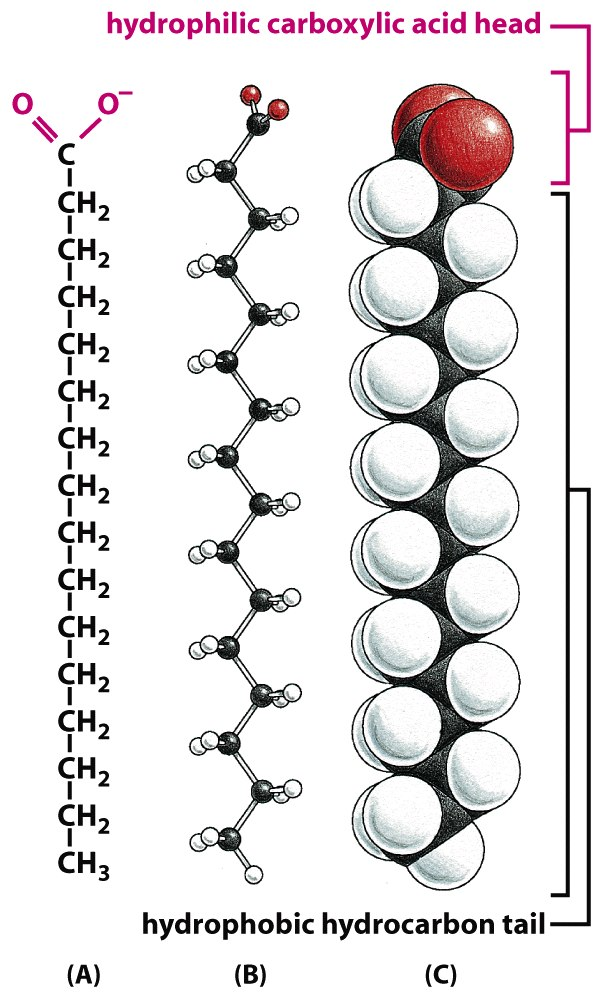 hydrophilic carboxylic acid head
O O⁻
C
CH₂
CH₂
CH₂
CH₂
CH₂
CH₂
CH₂
CH₂
CH₂
CH₂
CH₂
CH₂
CH₂
CH₂
CH₃
hydrophobic hydrocarbon tail
(A) (B) (C)